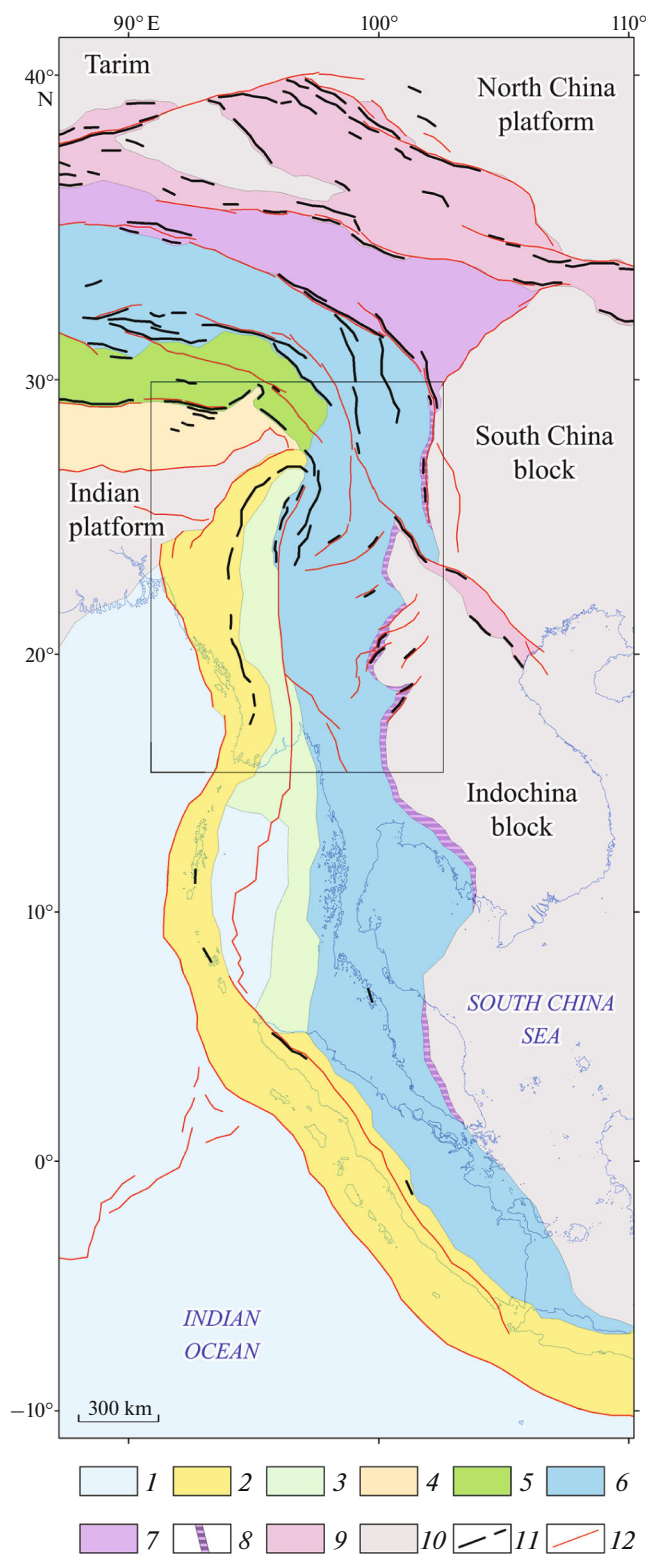 90° E 100° 110°
40°
N
Tarim
North China
platform
30°
South China
block
Indian
platform
20°
Indochina
block
10°
SOUTH CHINA
SEA
0°
INDIAN
OCEAN
−10°
300 km
1 2 3 4 5 6
7 8 9 10 11 12